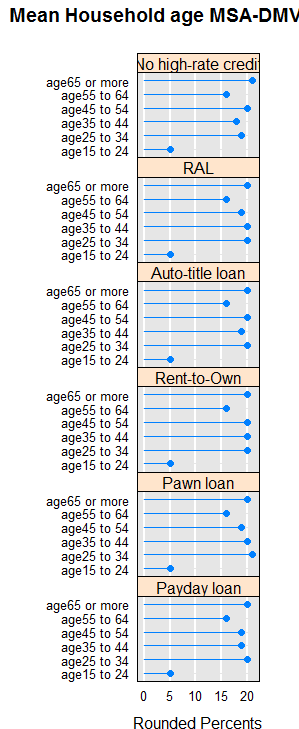 Mean Household age MSA-DMV
No high-rate credit
age65 or more
age55 to 64
age45 to 54
age35 to 44
age25 to 34
age15 to 24
RAL
age65 or more
age55 to 64
age45 to 54
age35 to 44
age25 to 34
age15 to 24
Auto-title loan
age65 or more
age55 to 64
age45 to 54
age35 to 44
age25 to 34
age15 to 24
Rent-to-Own
age65 or more
age55 to 64
age45 to 54
age35 to 44
age25 to 34
age15 to 24
Pawn loan
age65 or more
age55 to 64
age45 to 54
age35 to 44
age25 to 34
age15 to 24
Payday loan
age65 or more
age55 to 64
age45 to 54
age35 to 44
age25 to 34
age15 to 24
0 5 10 15 20
Rounded Percents